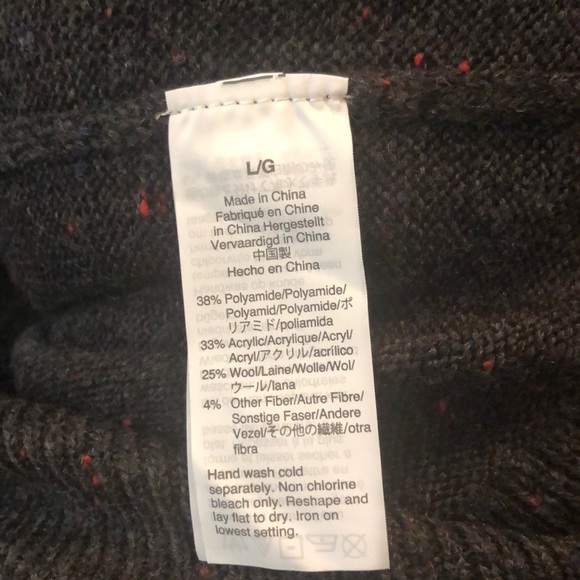 L/G
Made in China
Fabriqué en Chine
in China Hergestellt
Vervaardigd in China
中国製
Hecho en China
38% Polyamide/Polyamide/
Polyamid/Polyamide/ポ
リアミド/poliamida
33% Acrylic/Acrylique/Acryl/
Acryl/アクリル/acrílico
25% Wool/Laine/Wolle/Wol/
ウール/lana
4% Other Fiber/Autre Fibre/
Sonstige Faser/Andere
Vezel/その他の繊維/otra
fibra
Hand wash cold
separately. Non chlorine
bleach only. Reshape and
lay flat to dry. Iron on
lowest setting.